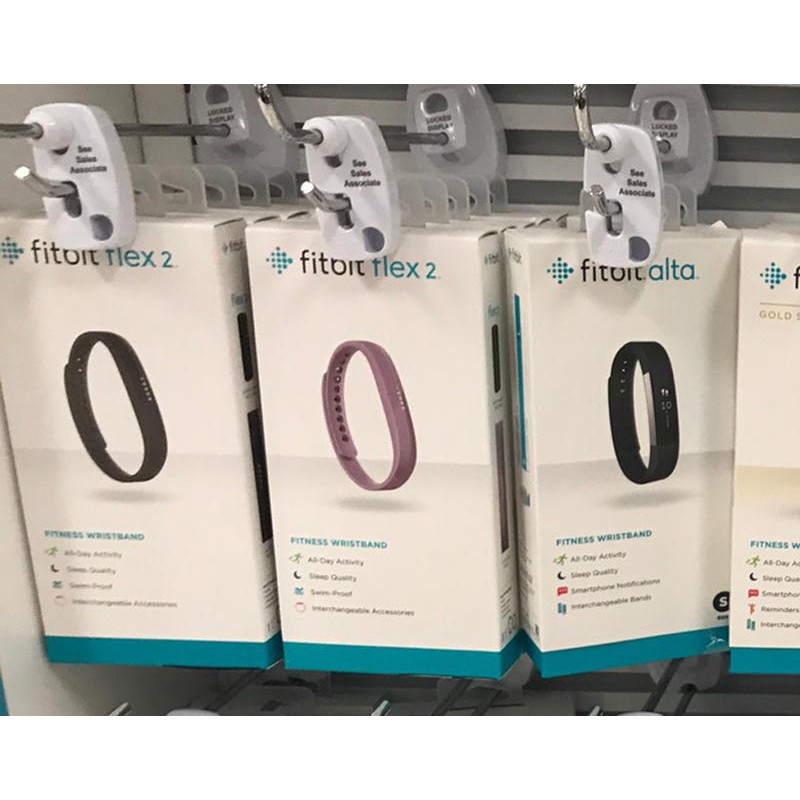 LOCKED DISPLAY
LOCKED DISPLAY
LOCKED DISPLAY
See
Sales
Associate
See
Sales
Associate
See
Sales
Associate
fitbit flex 2
FITNESS WRISTBAND
All-Day Activity
Sleep Quality
Swim-Proof
Interchangeable Accessories
fitbit flex 2
FITNESS WRISTBAND
All-Day Activity
Sleep Quality
Swim-Proof
Interchangeable Accessories
fitbit alta
10
FITNESS WRISTBAND
All-Day Activity
Sleep Quality
Smartphone Notifications
Interchangeable Bands
S
GOLD S
FITNESS W
All-Day Ac
Sleep Qua
Smartphon
Reminders
Interchange